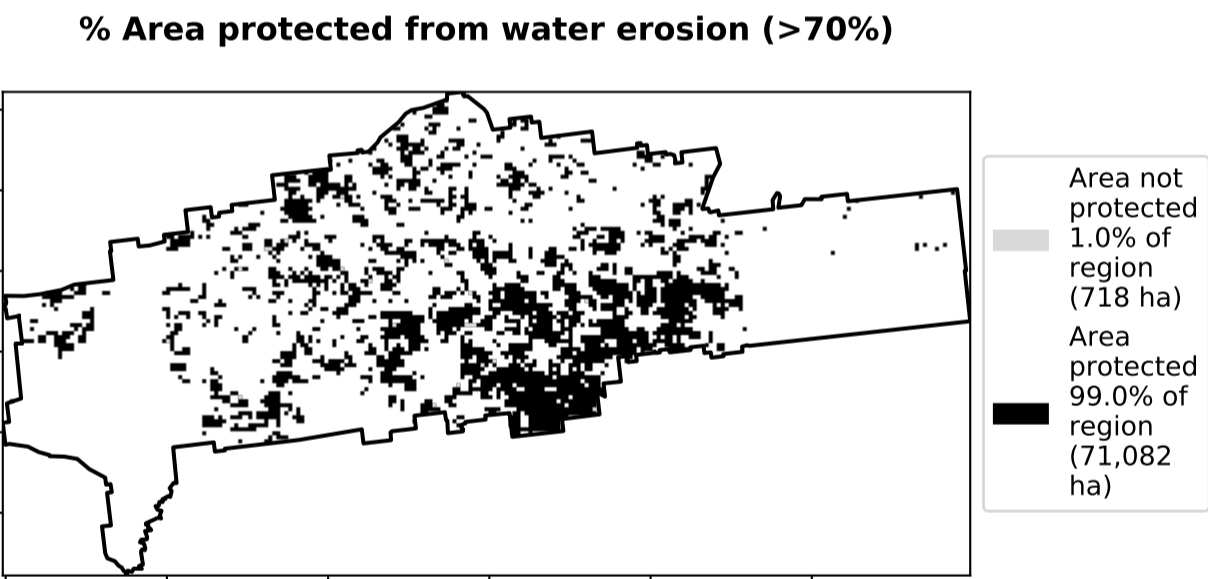 % Area protected from water erosion (>70%)
Area not
protected
1.0% of
region
(718 ha)
Area
protected
99.0% of
region
(71,082
ha)